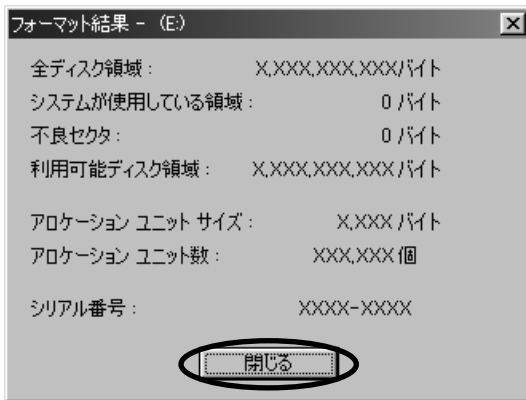 フォーマット結果 - (E:)
全ディスク領域： X,XXX,XXX,XXXバイト
システムが使用している領域： 0 バイト
不良セクタ： 0 バイト
利用可能ディスク領域： X,XXX,XXX,XXX バイト
アロケーション ユニット サイズ： X,XXX バイト
アロケーション ユニット数： XXX,XXX 個
シリアル番号： XXXX-XXXX
閉じる